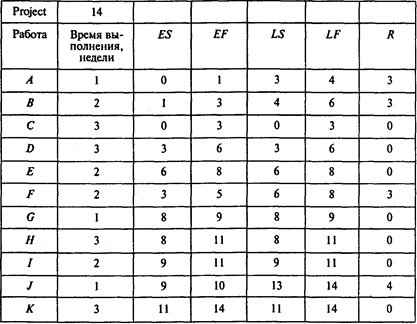 Project 14
Работа Время вы- ES EF LS LF R
полнения,
недели
A 1 0 1 3 4 3
B 2 1 3 4 6 3
C 3 0 3 0 3 0
D 3 3 6 3 6 0
E 2 6 8 6 8 0
F 2 3 5 6 8 3
G 1 8 9 8 9 0
H 3 8 11 8 11 0
I 2 9 11 9 11 0
J 1 9 10 13 14 4
K 3 11 14 11 14 0